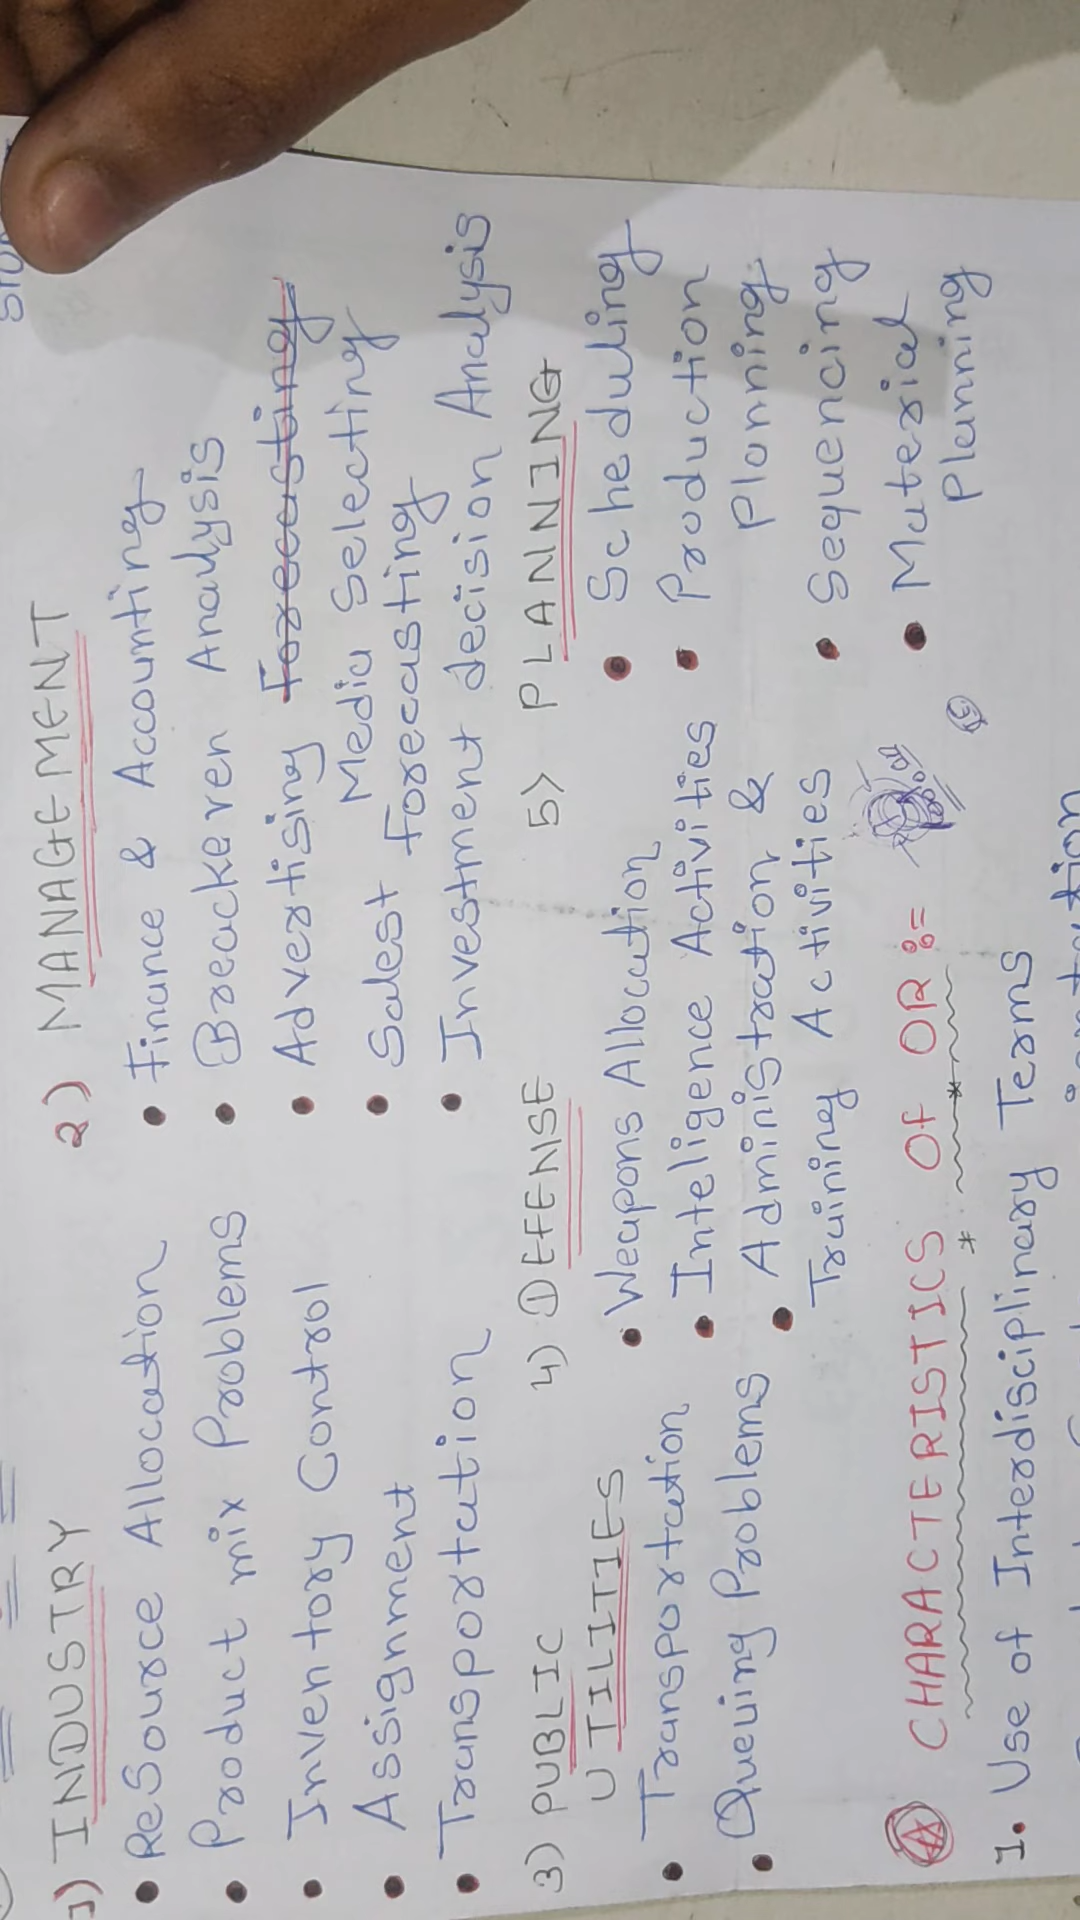 1) INDUSTRY
• ReSource Allocation
• Product mix Problems
• Inventory Control
• Assignment
• Transportation
2) MANAGEMENT
• Finance & Accounting
• Breackeven Analysis
• Advertising Forecasting
Media Selecting
• Salest Forecasting
• Investment decision Analysis
3) PUBLIC
UTILITIES
• Transportation
• Queuing Problems
4) DEFENSE
• Weapons Allocation
• Inteligence Activities
• Administration &
Training Activities
5) PLANNING
• Scheduling
• Production
Planning
• Sequencing
• Material
Planning
CHARACTERISTICS OF OR:=
1. Use of Interdisciplinary Terms